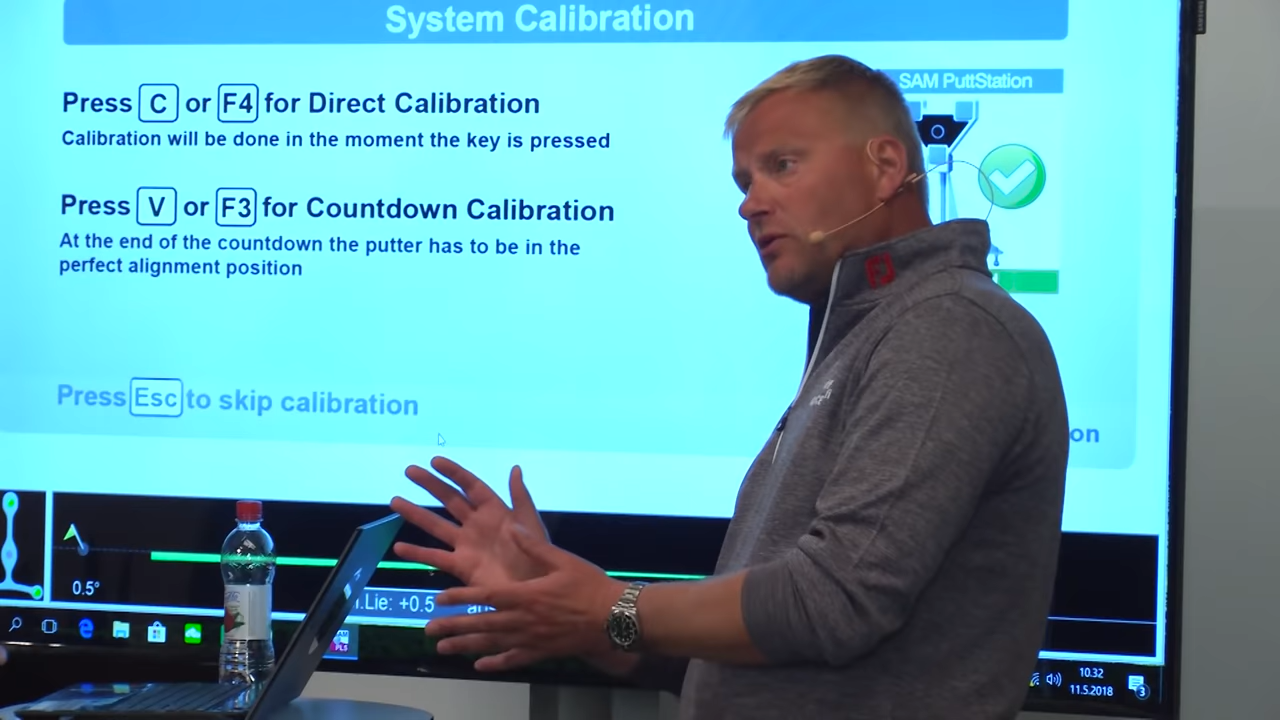 System Calibration
SAM PuttStation
Press C or F4 for Direct Calibration
Calibration will be done in the moment the key is pressed
Press V or F3 for Countdown Calibration
At the end of the countdown the putter has to be in the
perfect alignment position
Press Esc to skip calibration
on
FJ
0.5°
.Lie: +0.5
10.32
11.5.2018
3